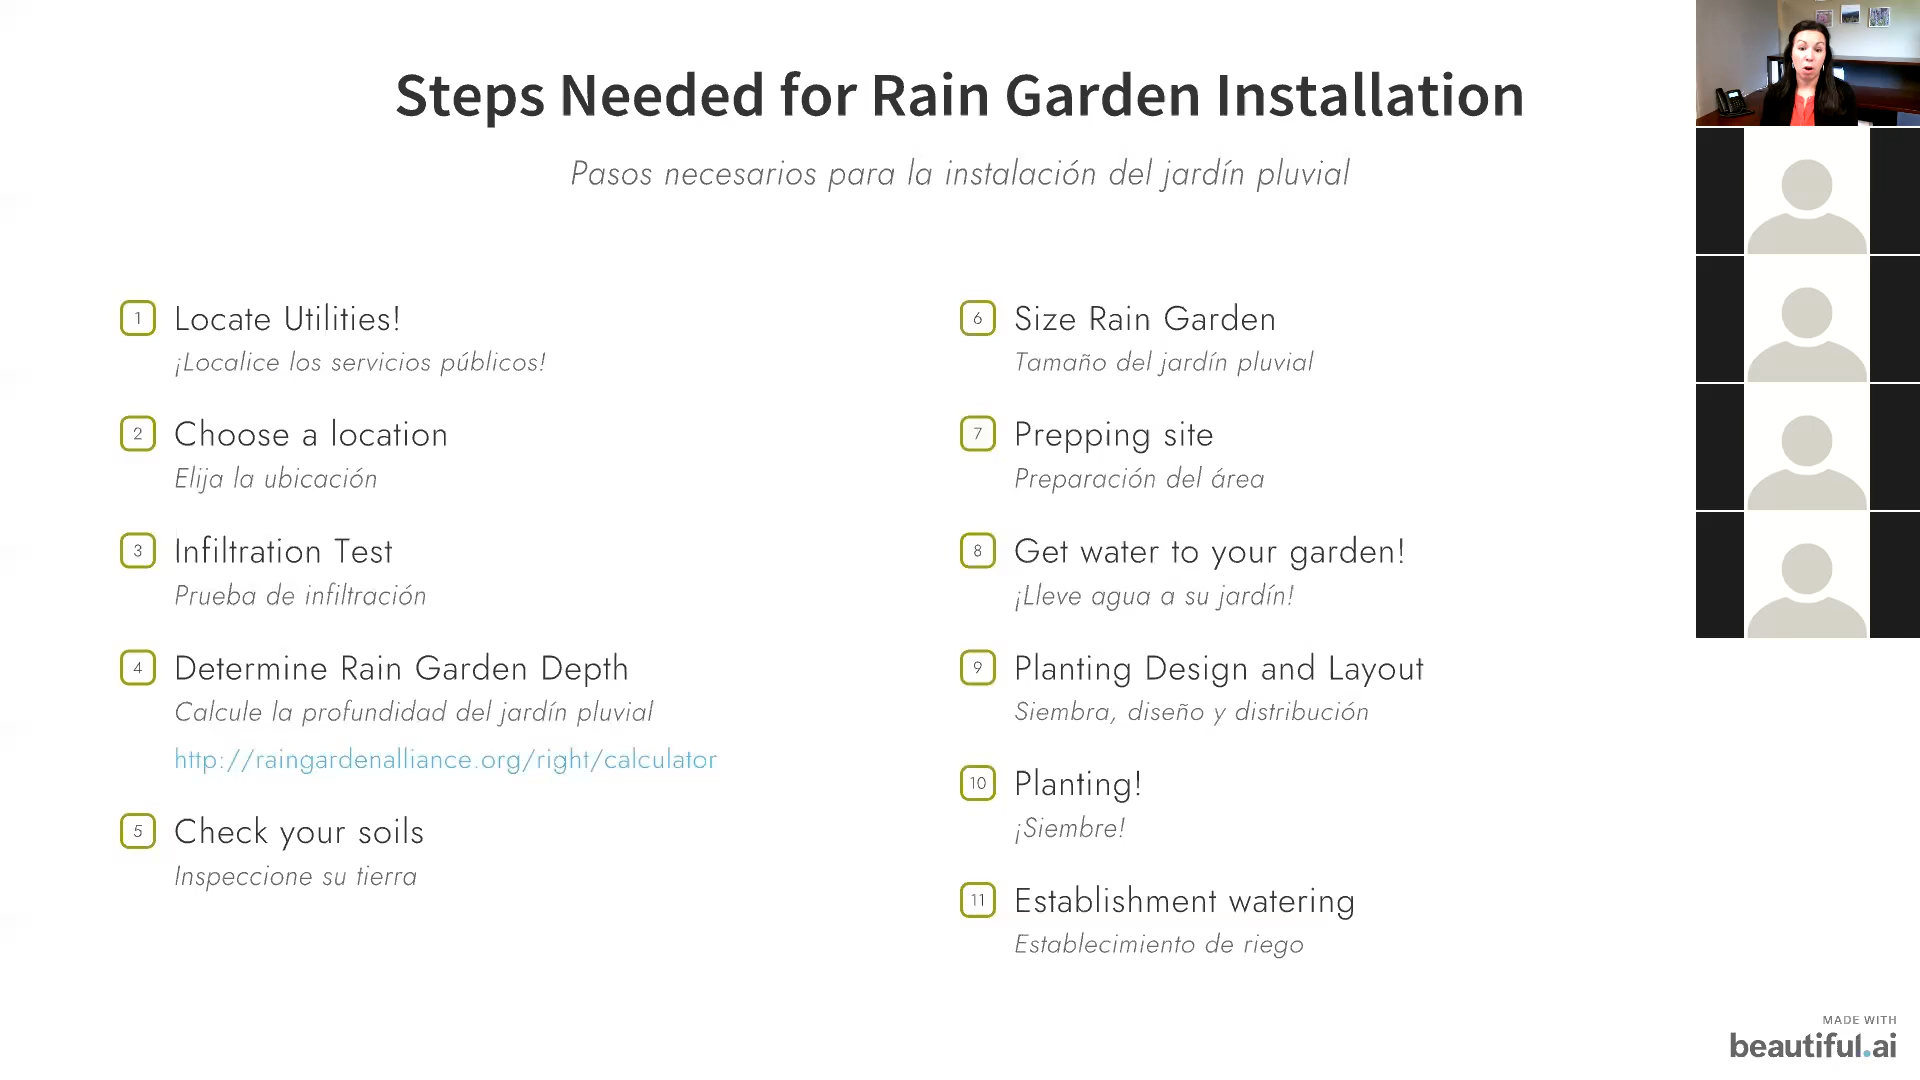 Steps Needed for Rain Garden Installation
Pasos necesarios para la instalación del jardín pluvial
1 Locate Utilities!
¡Localice los servicios públicos!
2 Choose a location
Elija la ubicación
3 Infiltration Test
Prueba de infiltración
4 Determine Rain Garden Depth
Calcule la profundidad del jardín pluvial
http://raingardenalliance.org/right/calculator
5 Check your soils
Inspeccione su tierra
6 Size Rain Garden
Tamaño del jardín pluvial
7 Prepping site
Preparación del área
8 Get water to your garden!
¡Lleve agua a su jardín!
9 Planting Design and Layout
Siembra, diseño y distribución
10 Planting!
¡Siembre!
11 Establishment watering
Establecimiento de riego
MADE WITH
beautiful.ai